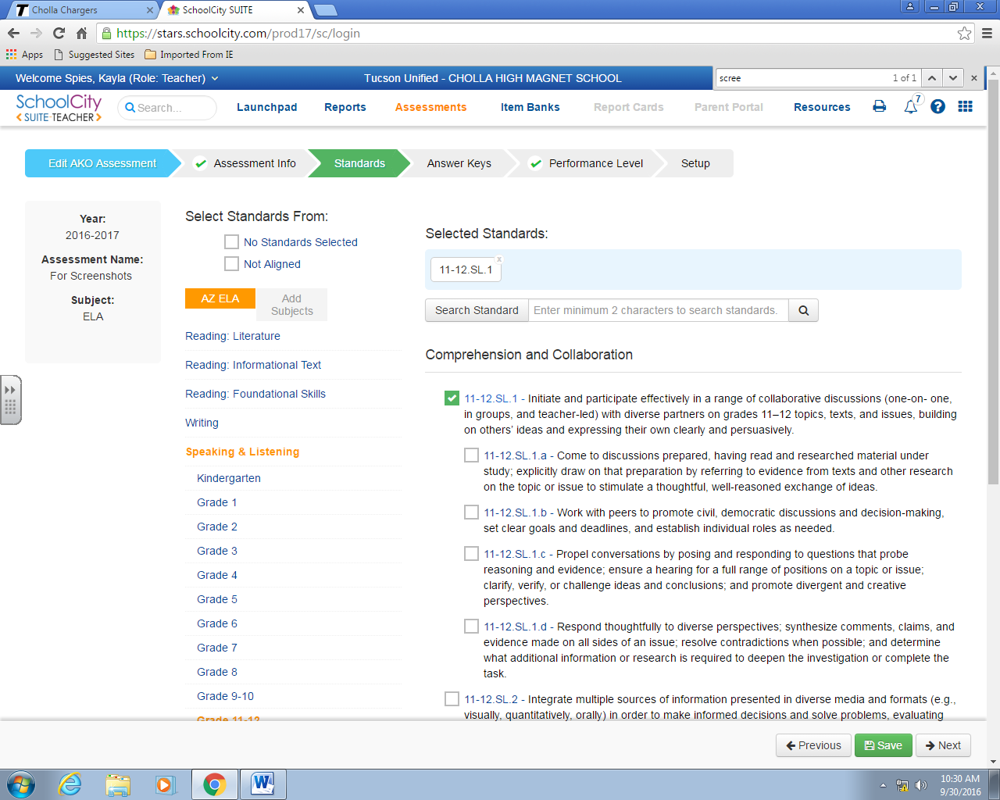 Cholla Chargers
SchoolCity SUITE
https://stars.schoolcity.com/prod17/sc/login
Apps
Suggested Sites
Imported From IE
Welcome Spies, Kayla (Role: Teacher)
Tucson Unified - CHOLLA HIGH MAGNET SCHOOL
scree
1 of 1
SchoolCity
SUITE·TEACHER
Search...
Launchpad
Reports
Assessments
Item Banks
Report Cards
Parent Portal
Resources
7
Edit AKO Assessment
Assessment Info
Standards
Answer Keys
Performance Level
Setup
Year:
2016-2017
Assessment Name:
For Screenshots
Subject:
ELA
Select Standards From:
No Standards Selected
Not Aligned
AZ ELA
Add
Subjects
Reading: Literature
Reading: Informational Text
Reading: Foundational Skills
Writing
Speaking & Listening
Kindergarten
Grade 1
Grade 2
Grade 3
Grade 4
Grade 5
Grade 6
Grade 7
Grade 8
Grade 9-10
Grade 11-12
Selected Standards:
11-12.SL.1
x
Search Standard
Enter minimum 2 characters to search standards.
Comprehension and Collaboration
11-12.SL.1 - Initiate and participate effectively in a range of collaborative discussions (one-on- one,
in groups, and teacher-led) with diverse partners on grades 11–12 topics, texts, and issues, building
on others’ ideas and expressing their own clearly and persuasively.
11-12.SL.1.a - Come to discussions prepared, having read and researched material under
study; explicitly draw on that preparation by referring to evidence from texts and other research
on the topic or issue to stimulate a thoughtful, well-reasoned exchange of ideas.
11-12.SL.1.b - Work with peers to promote civil, democratic discussions and decision-making,
set clear goals and deadlines, and establish individual roles as needed.
11-12.SL.1.c - Propel conversations by posing and responding to questions that probe
reasoning and evidence; ensure a hearing for a full range of positions on a topic or issue;
clarify, verify, or challenge ideas and conclusions; and promote divergent and creative
perspectives.
11-12.SL.1.d - Respond thoughtfully to diverse perspectives; synthesize comments, claims, and
evidence made on all sides of an issue; resolve contradictions when possible; and determine
what additional information or research is required to deepen the investigation or complete the
task.
11-12.SL.2 - Integrate multiple sources of information presented in diverse media and formats (e.g.,
visually, quantitatively, orally) in order to make informed decisions and solve problems, evaluating
Previous
Save
Next
10:30 AM
9/30/2016